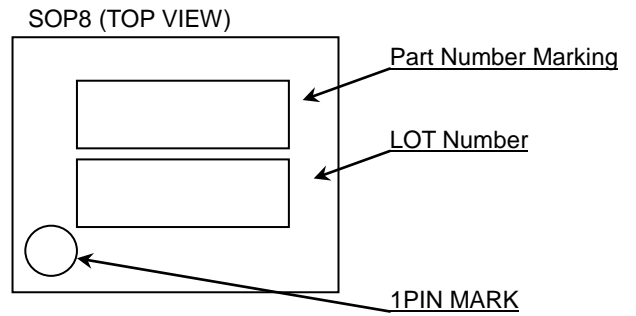 SOP8 (TOP VIEW)
Part Number Marking
LOT Number
1PIN MARK